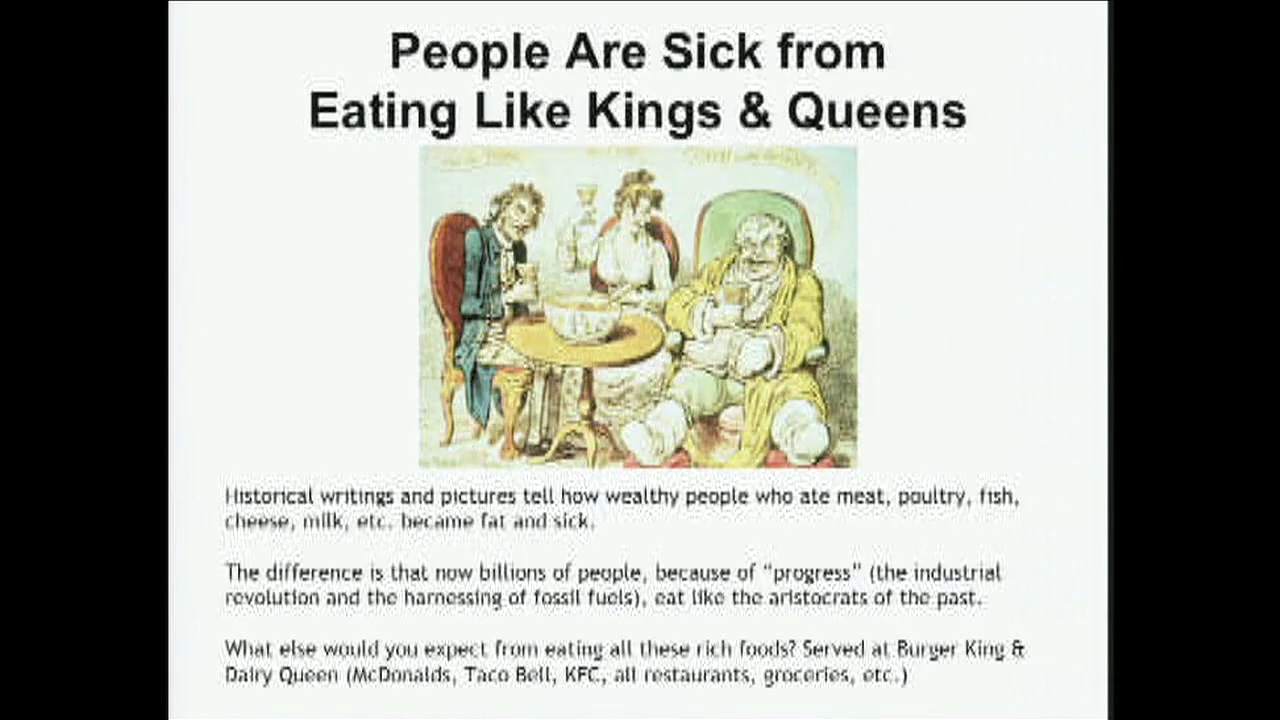 People Are Sick from
Eating Like Kings & Queens
Historical writings and pictures tell how wealthy people who ate meat, poultry, fish,
cheese, milk, etc. became fat and sick.
The difference is that now billions of people, because of "progress" (the industrial
revolution and the harnessing of fossil fuels), eat like the aristocrats of the past.
What else would you expect from eating all these rich foods? Served at Burger King &
Dairy Queen (McDonalds, Taco Bell, KFC, all restaurants, groceries, etc.)